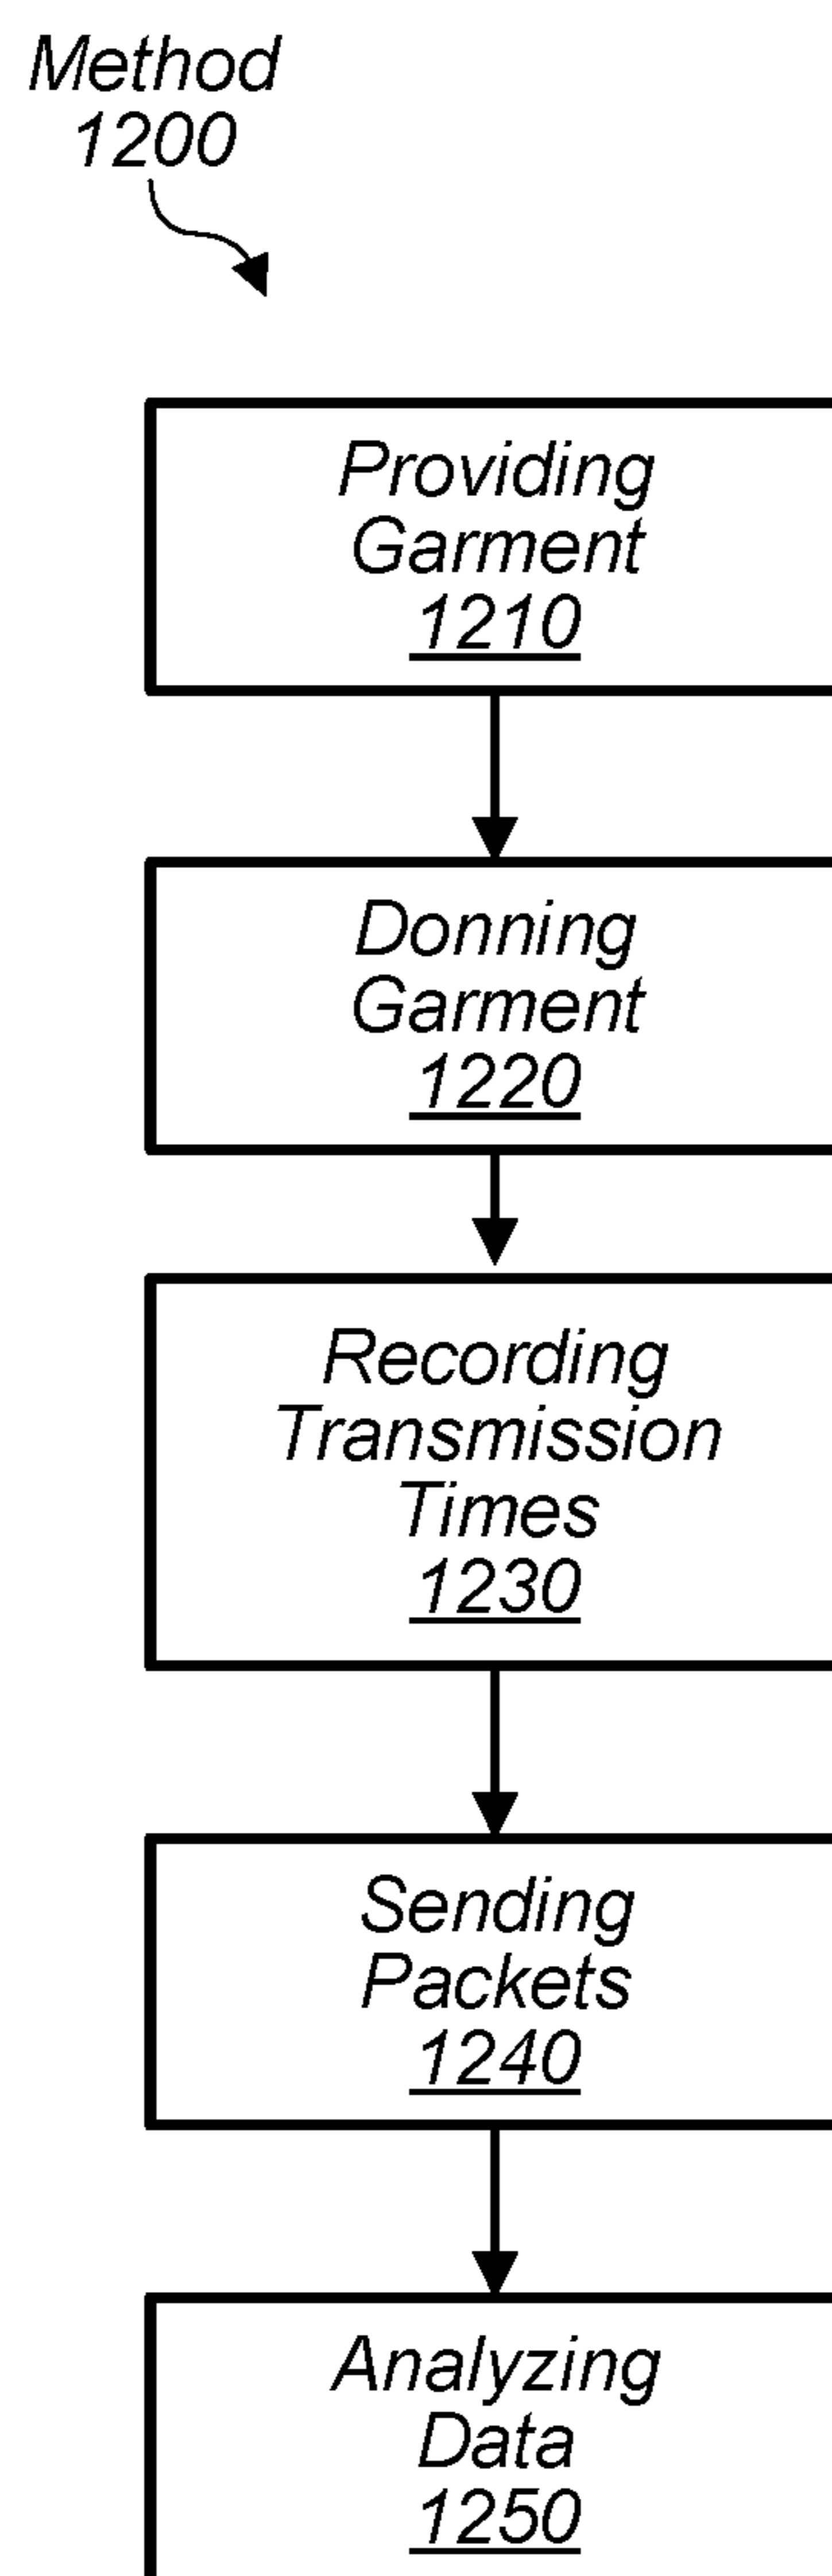 Method
1200
Providing
Garment
1210
Donning
Garment
1220
Recording
Transmission
Times
1230
Sending
Packets
1240
Analyzing
Data
1250